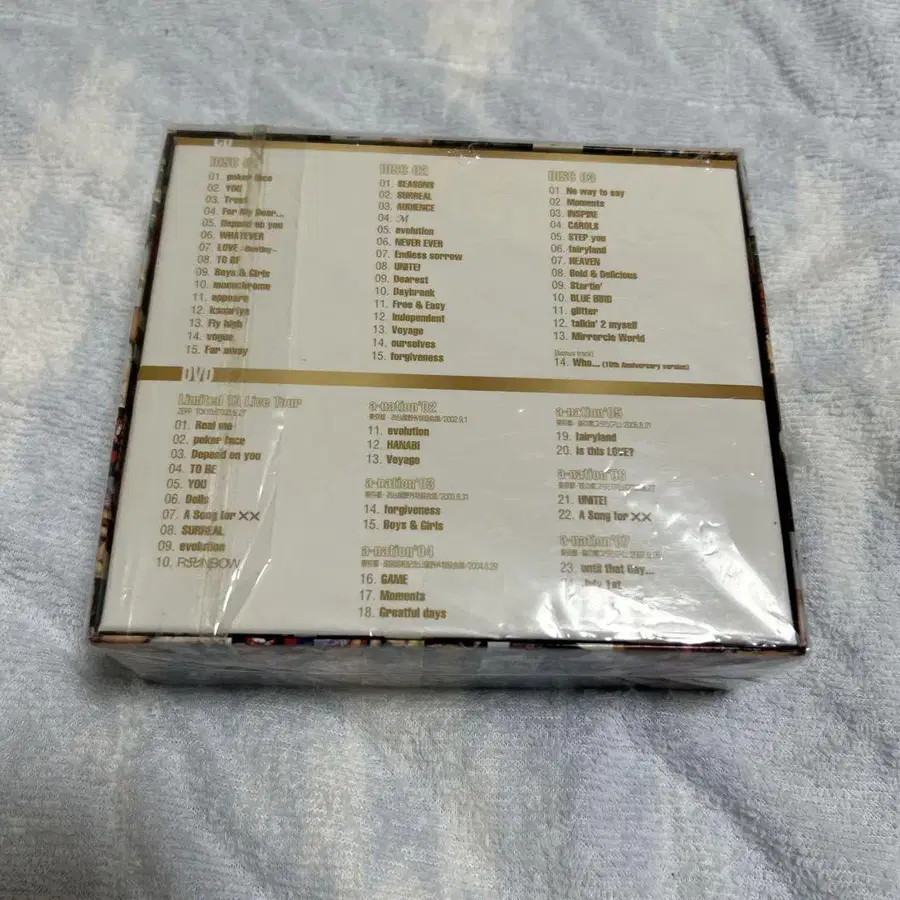 CD
DISC 01
01. poker face
02. YOU
03. Trust
04. For My Dear...
05. Depend on you
06. WHATEVER
07. LOVE ~Destiny~
08. TO BE
09. Boys & Girls
10. monochrome
11. appears
12. kanariya
13. Fly high
14. vogue
15. Far away
DISC 02
01. SEASONS
02. SURREAL
03. AUDIENCE
04. M
05. evolution
06. NEVER EVER
07. Endless sorrow
08. UNITE!
09. Dearest
10. Daybreak
11. Free & Easy
12. independent
13. Voyage
14. ourselves
15. forgiveness
DISC 03
01. No way to say
02. Moments
03. INSPIRE
04. CAROLS
05. STEP you
06. fairyland
07. HEAVEN
08. Bold & Delicious
09. Startin'
10. BLUE BIRD
11. glitter
12. talkin' 2 myself
13. Mirrorcle World
[bonus track]
14. Who... (10th Anniversary version)
DVD
Limited TA Live Tour
01. Real me
02. poker face
03. Depend on you
04. TO BE
05. YOU
06. Dolls
07. A Song for ××
08. SURREAL
09. evolution
10. RAINBOW
a-nation'02
11. evolution
12. HANABI
13. Voyage
a-nation'03
14. forgiveness
15. Boys & Girls
a-nation'04
16. GAME
17. Moments
18. Greatful days
a-nation'05
19. fairyland
20. is this LOVE?
a-nation'06
21. UNITE!
22. A Song for ××
a-nation'07
23. until that Day...